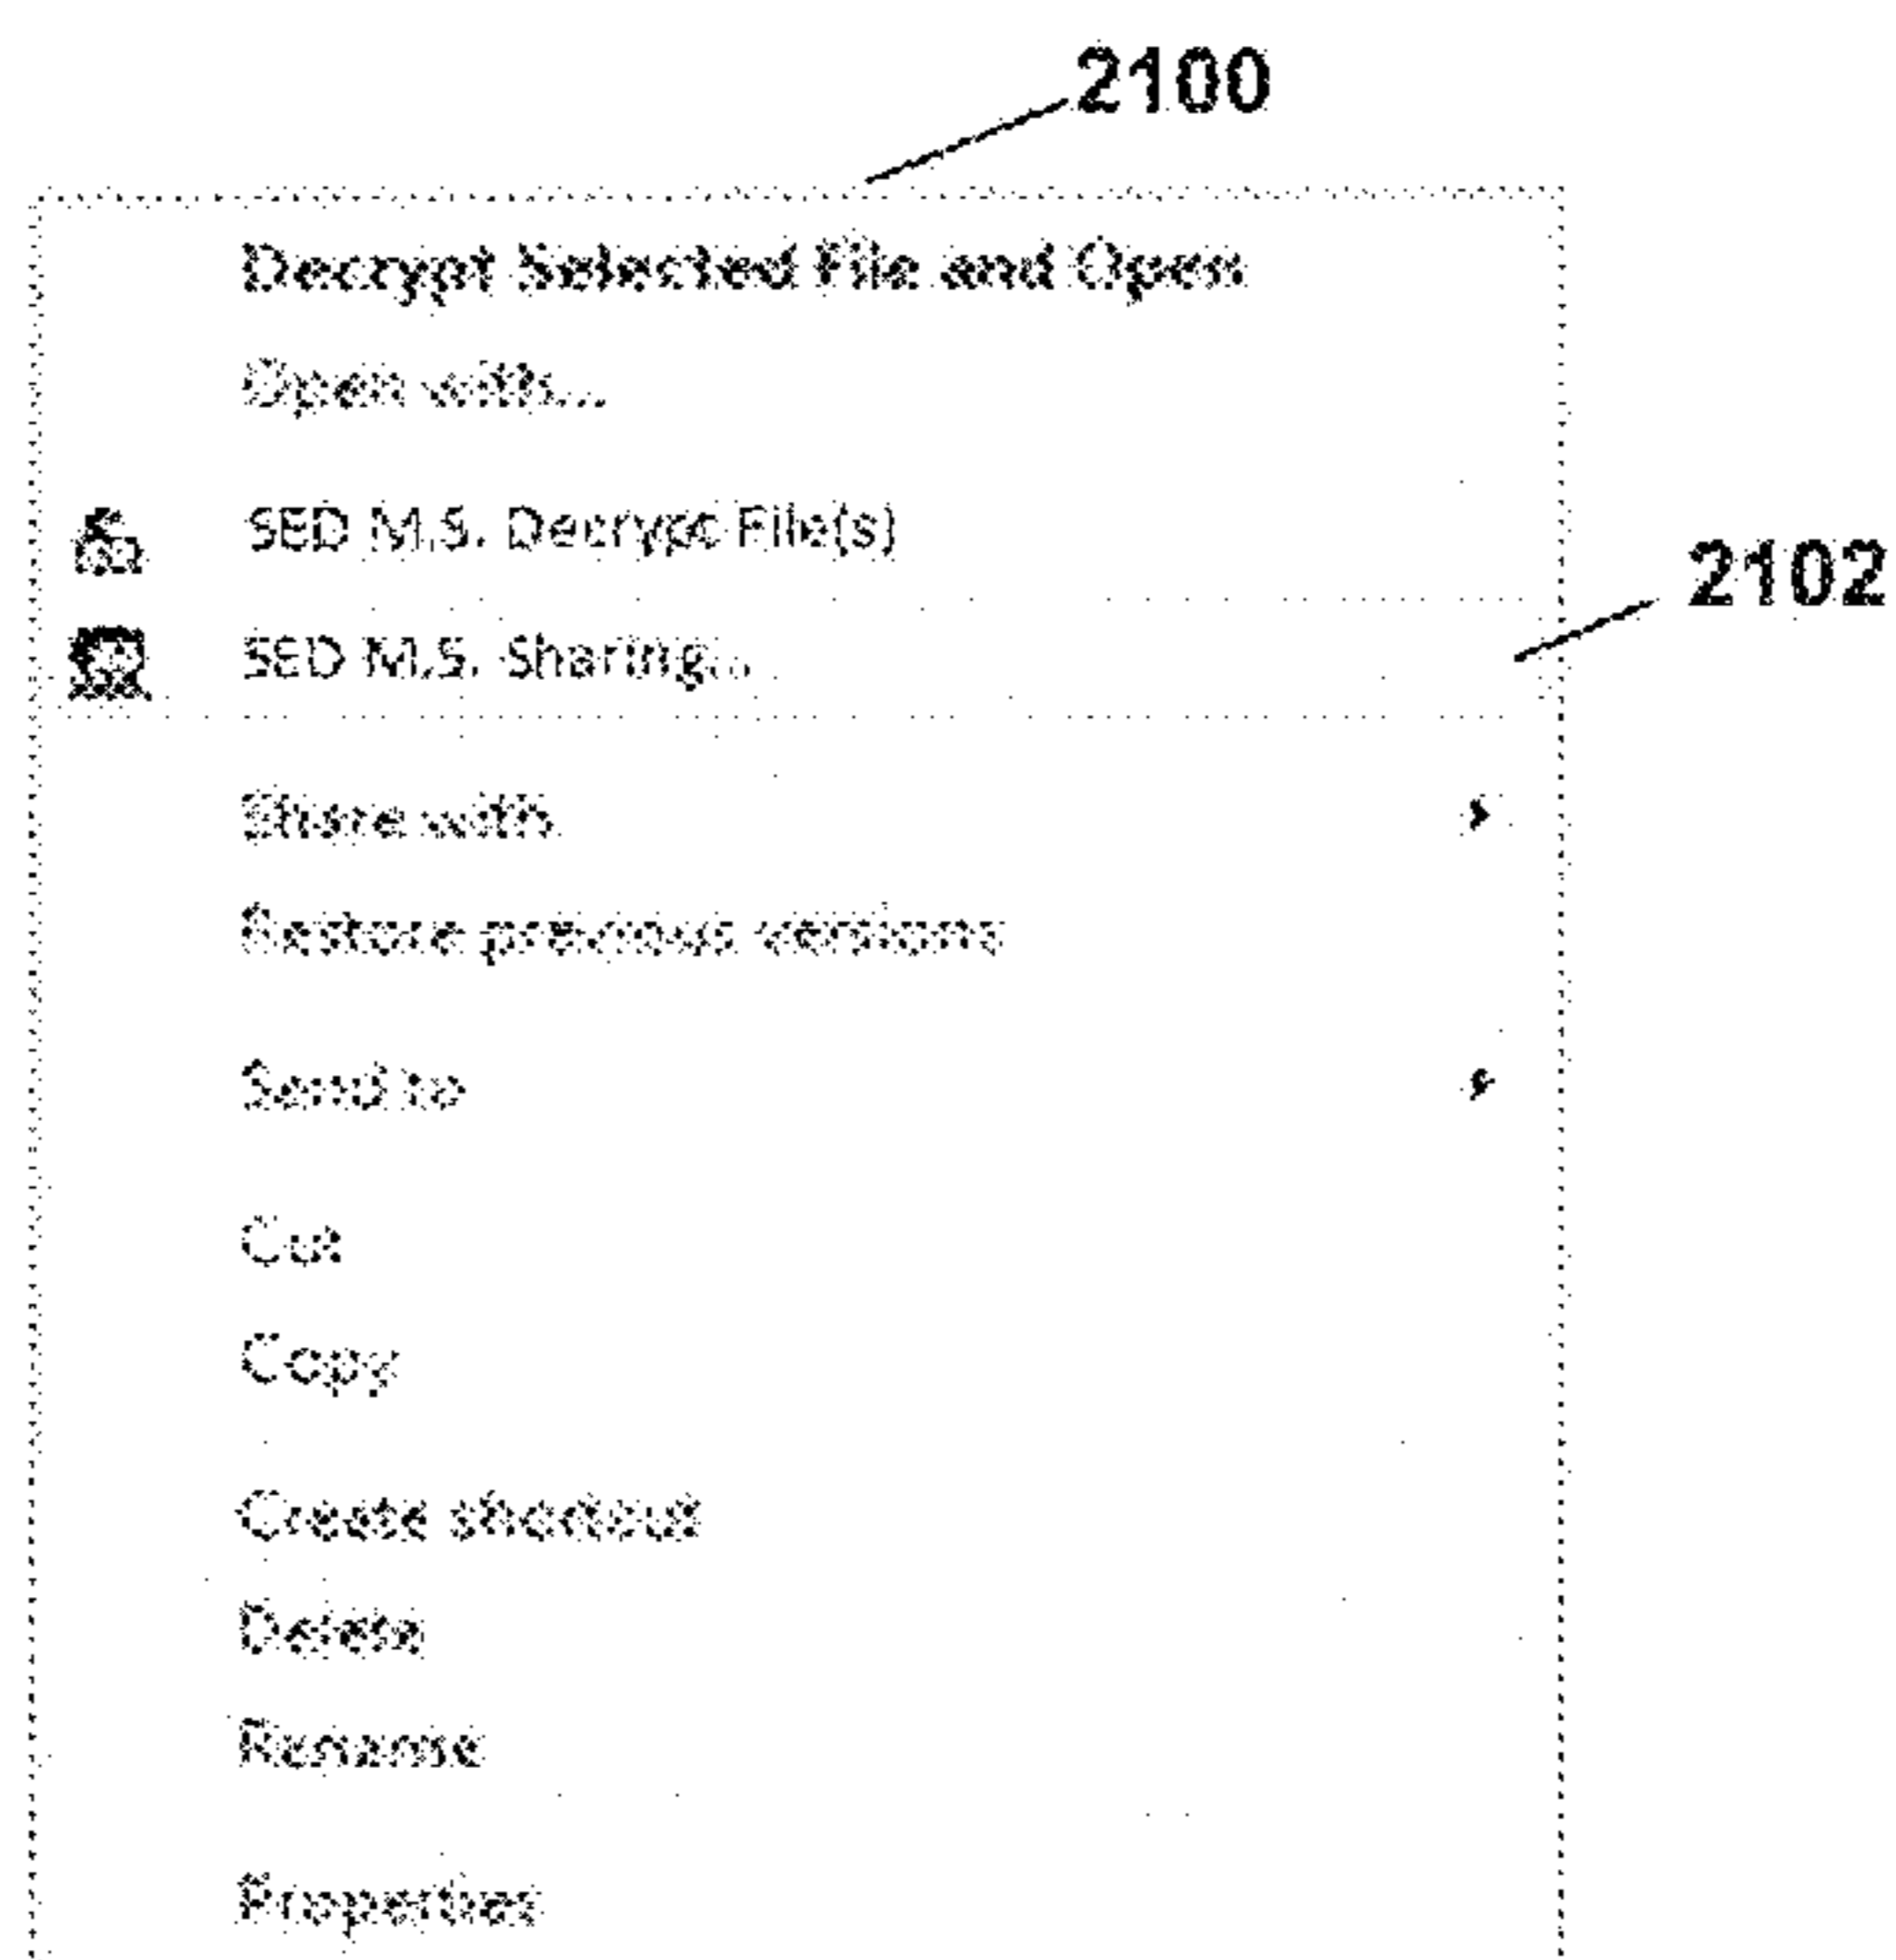 2100
Decrypt Selected File and Open
Open with...
SED M.S. Decrypt File(s)
2102
SED M.S. Sharing...
Share with
Restore previous versions
Send to
Cut
Copy
Create shortcut
Delete
Rename
Properties